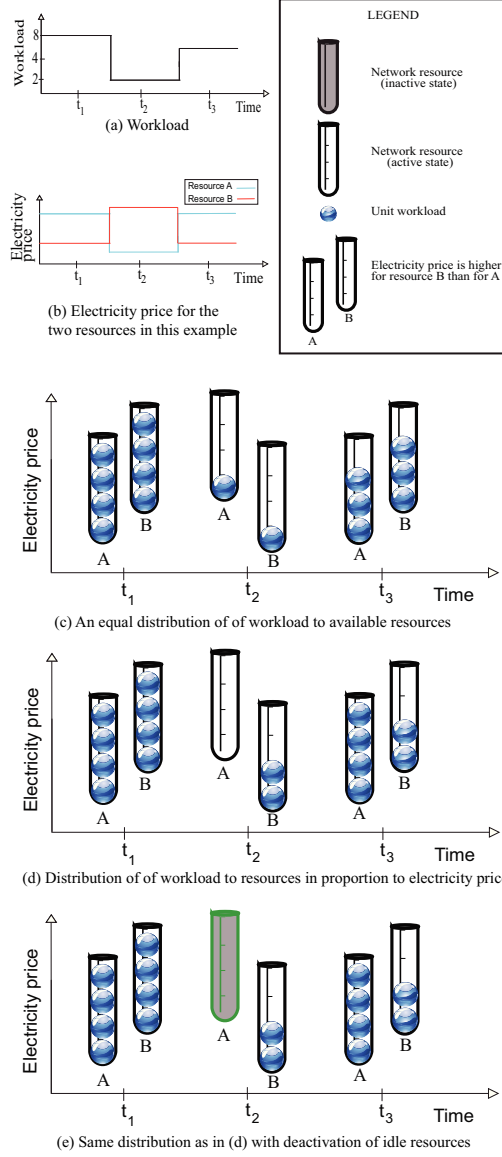 Workload
8
4
2
t1
t2
t3
Time
(a) Workload
Electricity
price
Resource A
Resource B
t1
t2
t3
Time
(b) Electricity price for the
two resources in this example
LEGEND
Network resource
(inactive state)
Network resource
(active state)
Unit workload
Electricity price is higher
for resource B than for A
A
B
Electricity price
A
B
A
B
A
B
t1
t2
t3
Time
(c) An equal distribution of of workload to available resources
Electricity price
A
B
A
B
A
B
t1
t2
t3
Time
(d) Distribution of of workload to resources in proportion to electricity price
Electricity price
A
B
A
B
A
B
t1
t2
t3
Time
(e) Same distribution as in (d) with deactivation of idle resources